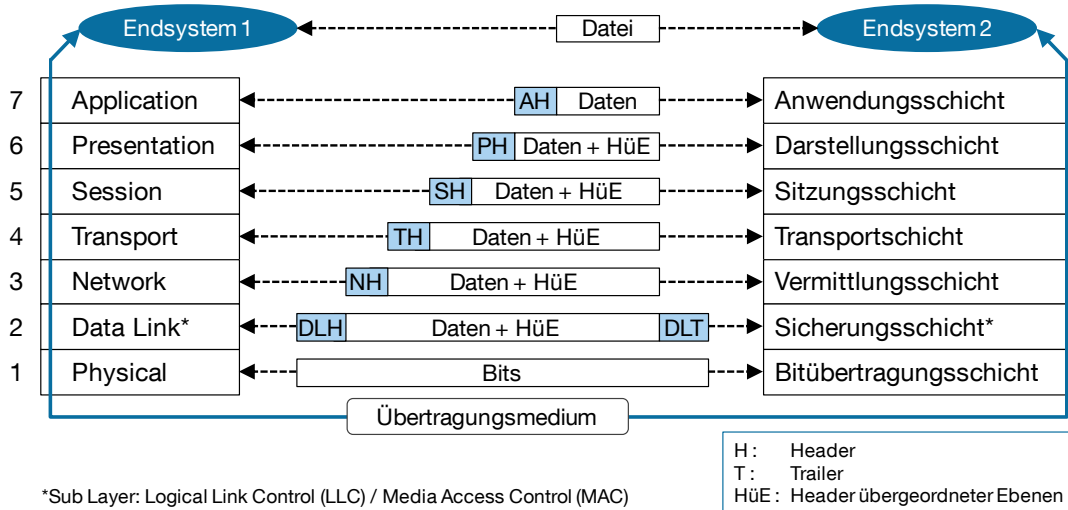 Endsystem 1 Datei Endsystem 2
7 Application AH Daten Anwendungsschicht
6 Presentation PH Daten + HüE Darstellungsschicht
5 Session SH Daten + HüE Sitzungsschicht
4 Transport TH Daten + HüE Transportschicht
3 Network NH Daten + HüE Vermittlungsschicht
2 Data Link* DLH Daten + HüE DLT Sicherungsschicht*
1 Physical Bits Bitübertragungsschicht
Übertragungsmedium
H : Header
T : Trailer
HüE : Header übergeordneter Ebenen
*Sub Layer: Logical Link Control (LLC) / Media Access Control (MAC)